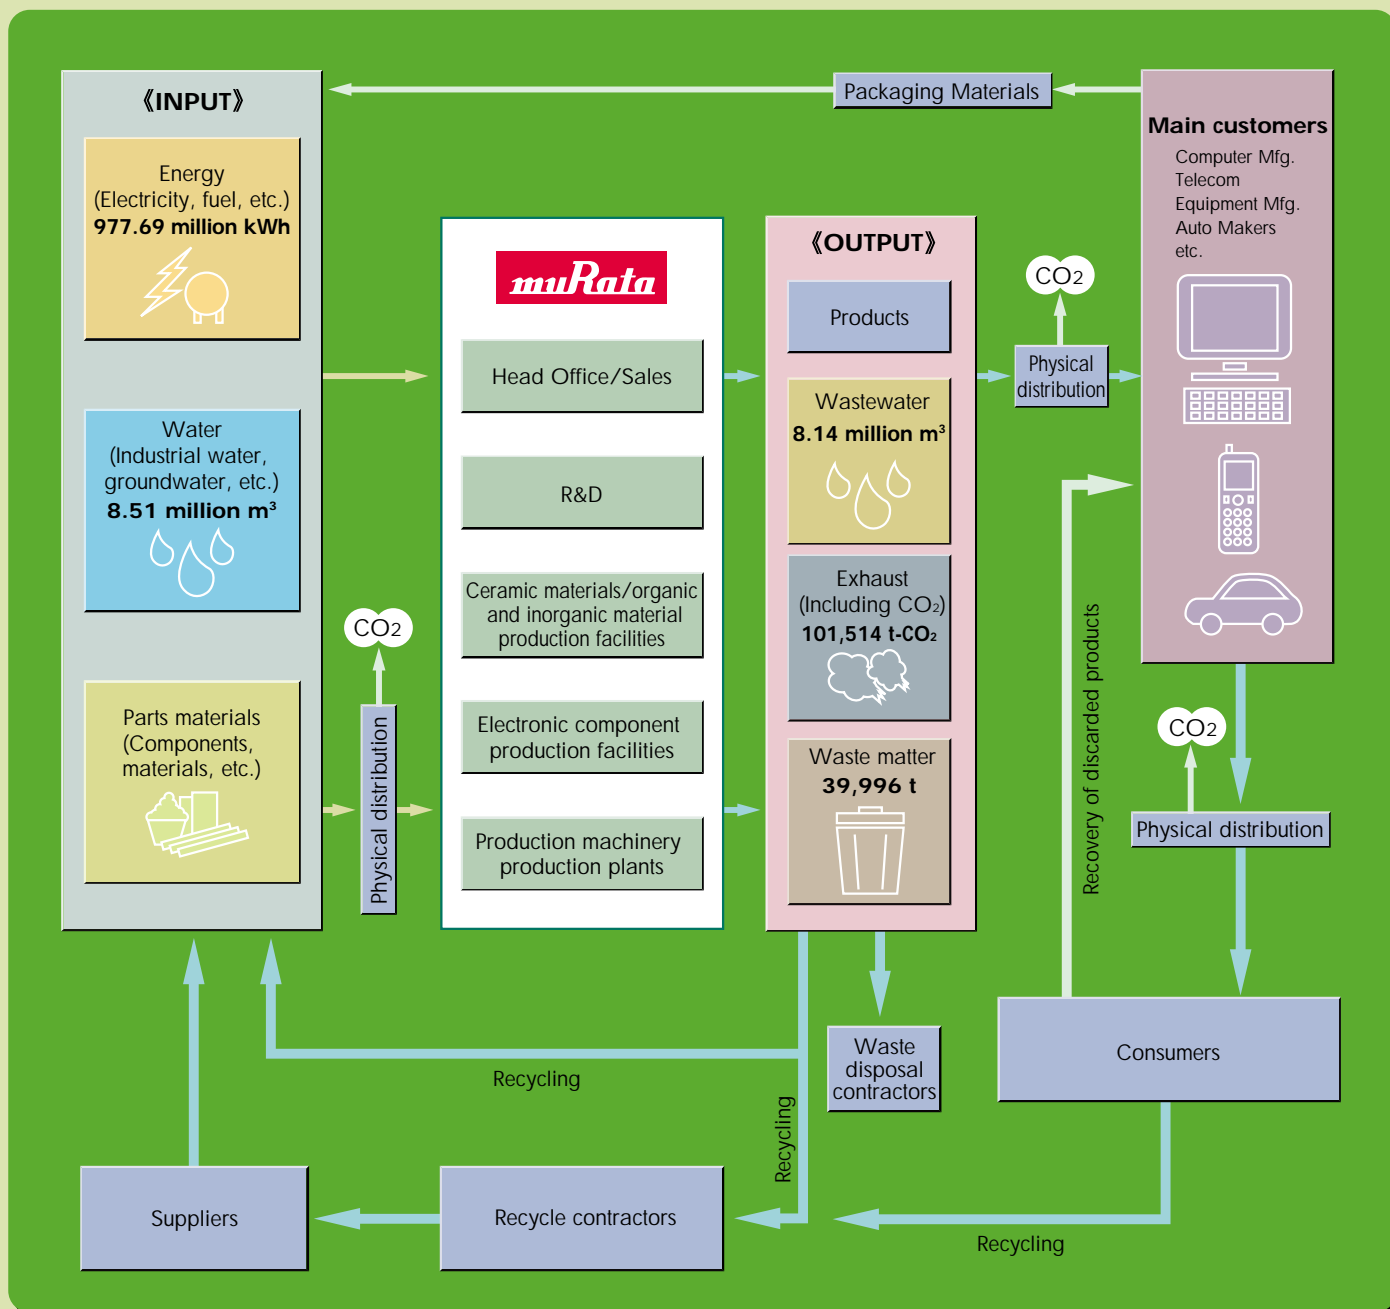 《INPUT》
Energy
(Electricity, fuel, etc.)
977.69 million kWh
Water
(Industrial water,
groundwater, etc.)
8.51 million m³
Parts materials
(Components,
materials, etc.)
CO2
Physical distribution
muRata
Head Office/Sales
R&D
Ceramic materials/organic
and inorganic material
production facilities
Electronic component
production facilities
Production machinery
production plants
《OUTPUT》
Products
Wastewater
8.14 million m³
Exhaust
(Including CO₂)
101,514 t-CO₂
Waste matter
39,996 t
Packaging Materials
CO2
Physical
distribution
Main customers
Computer Mfg.
Telecom
Equipment Mfg.
Auto Makers
etc.
Recovery of discarded products
CO2
Physical distribution
Consumers
Waste
disposal
contractors
Recycling
Recycling
Recycling
Recycle contractors
Suppliers